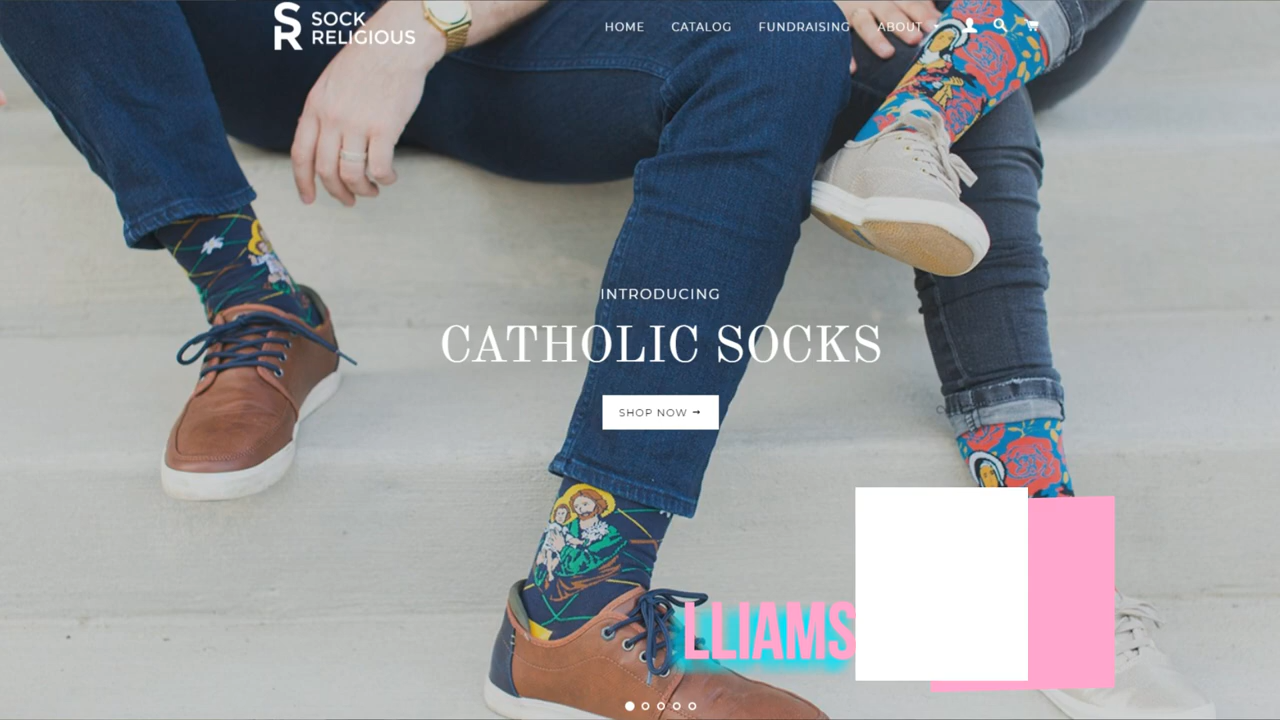 SOCK
RELIGIOUS
HOME CATALOG FUNDRAISING ABOUT
INTRODUCING
CATHOLIC SOCKS
SHOP NOW →
LLIAMS